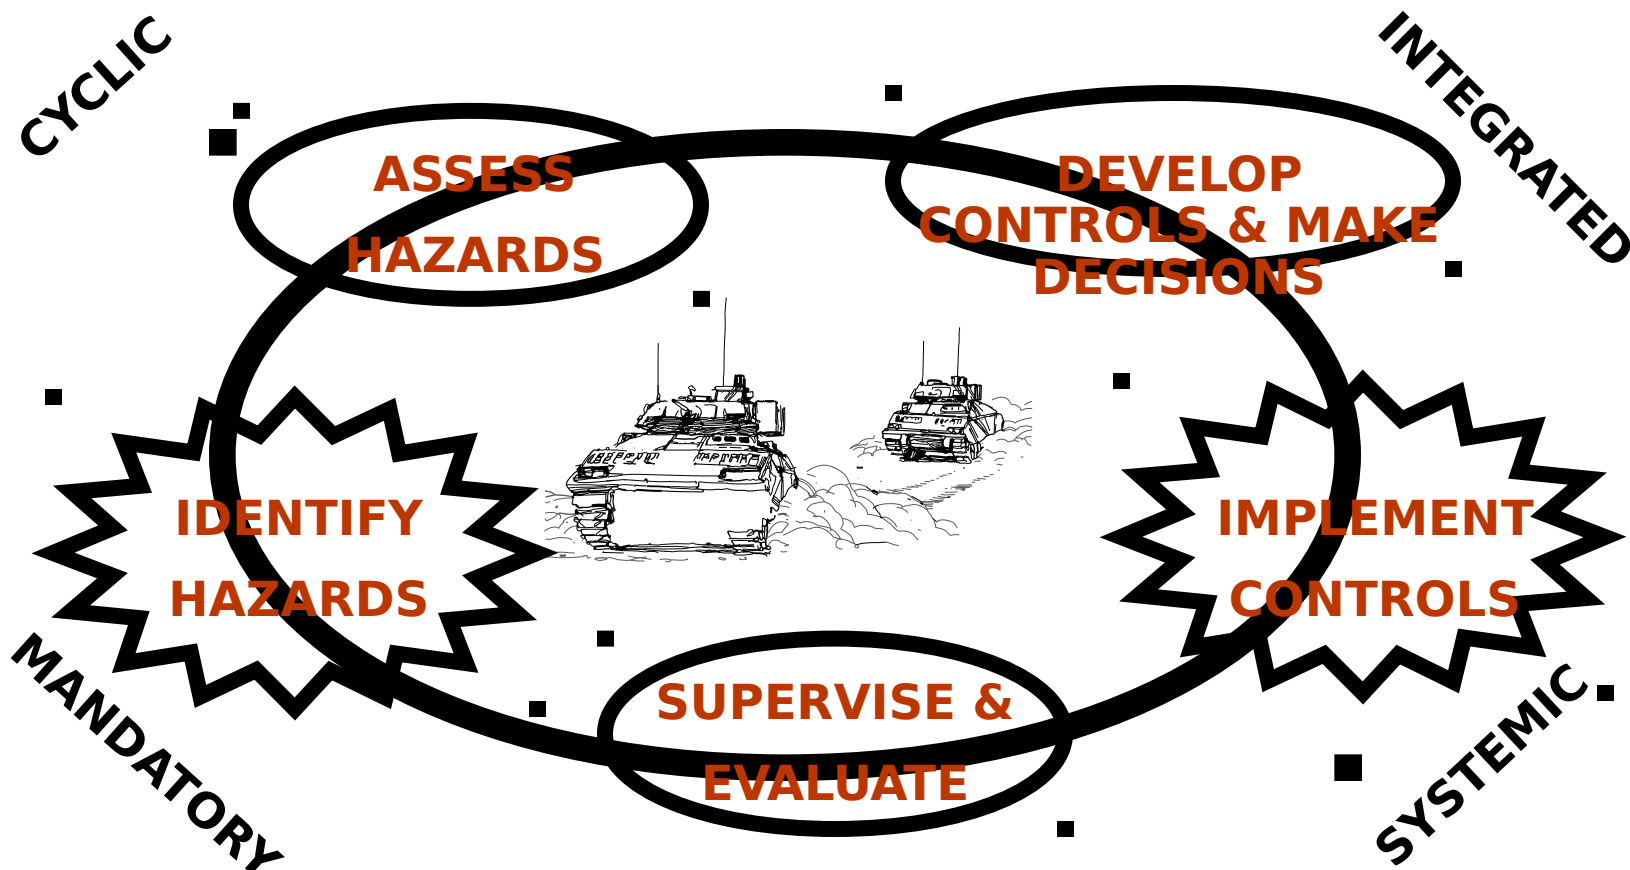 CYCLIC
INTEGRATED
ASSESS
HAZARDS
DEVELOP
CONTROLS & MAKE
DECISIONS
IDENTIFY
HAZARDS
IMPLEMENT
CONTROLS
SUPERVISE &
EVALUATE
MANDATORY
SYSTEMIC